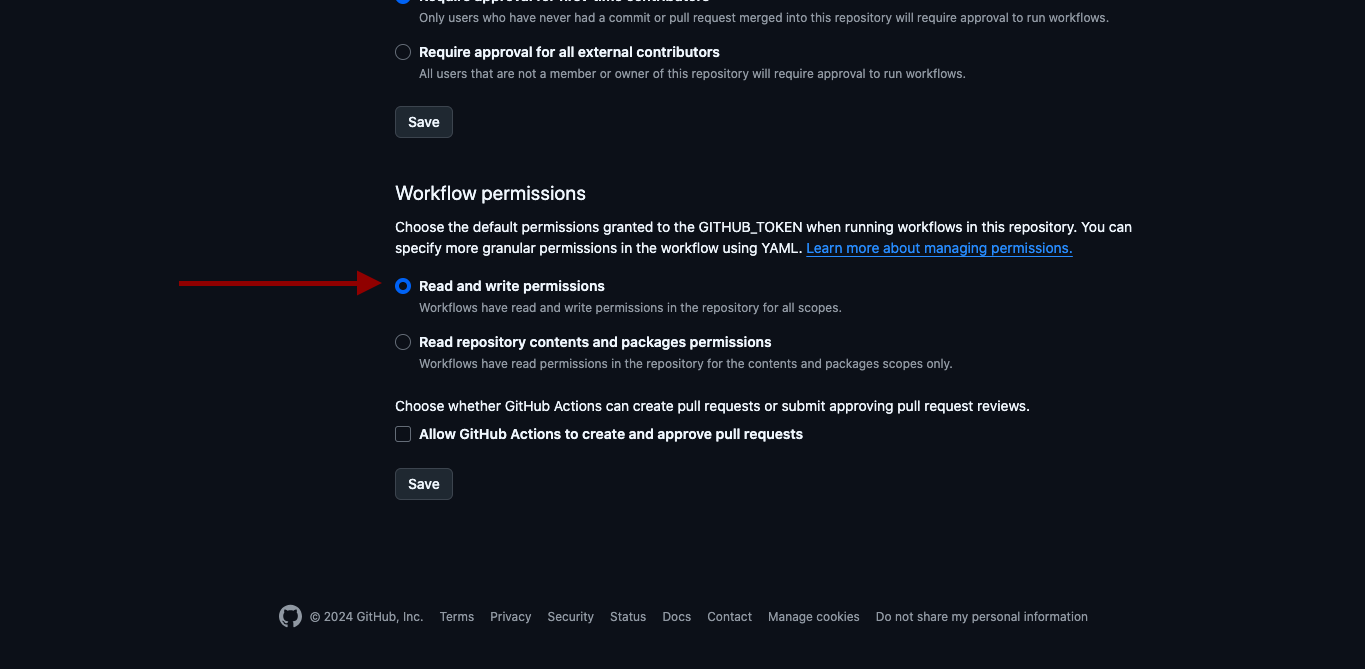 Only users who have never had a commit or pull request merged into this repository will require approval to run workflows.
Require approval for all external contributors
All users that are not a member or owner of this repository will require approval to run workflows.
Save
Workflow permissions
Choose the default permissions granted to the GITHUB_TOKEN when running workflows in this repository. You can
specify more granular permissions in the workflow using YAML. Learn more about managing permissions.
Read and write permissions
Workflows have read and write permissions in the repository for all scopes.
Read repository contents and packages permissions
Workflows have read permissions in the repository for the contents and packages scopes only.
Choose whether GitHub Actions can create pull requests or submit approving pull request reviews.
Allow GitHub Actions to create and approve pull requests
Save
© 2024 GitHub, Inc. Terms Privacy Security Status Docs Contact Manage cookies Do not share my personal information